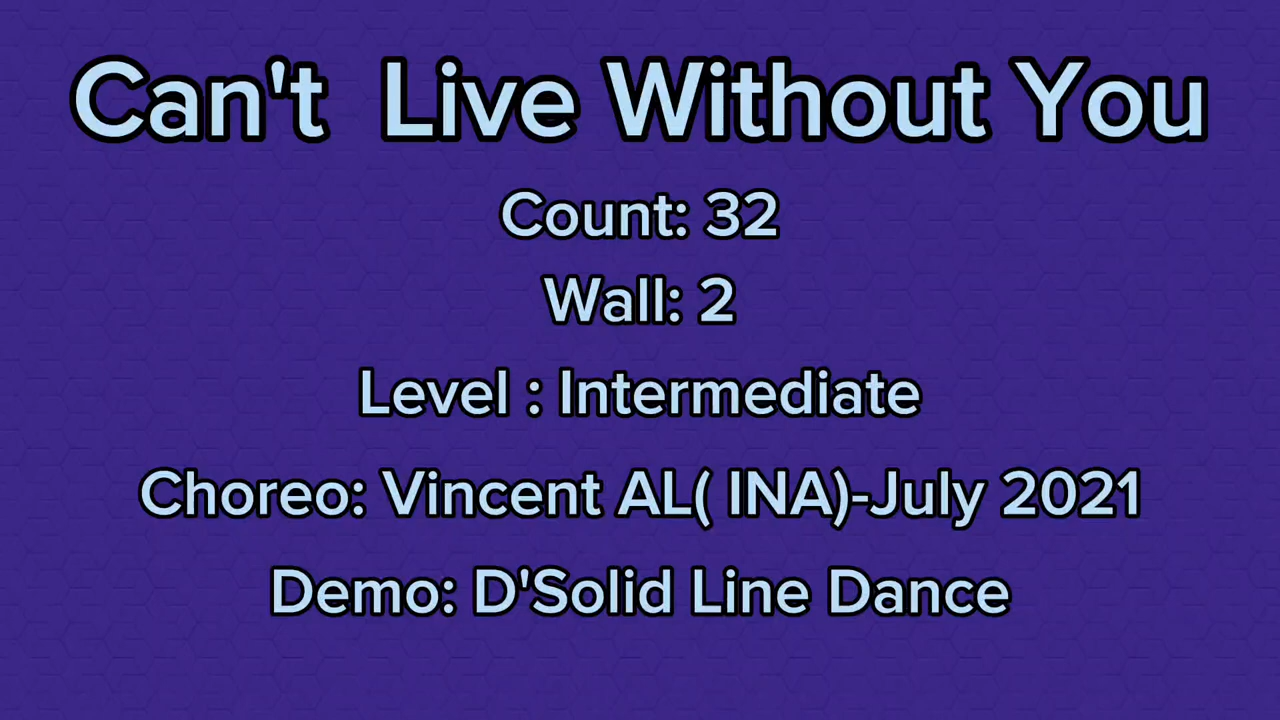 Can't Live Without You
Count: 32
Wall: 2
Level : Intermediate
Choreo: Vincent AL( INA)-July 2021
Demo: D'Solid Line Dance